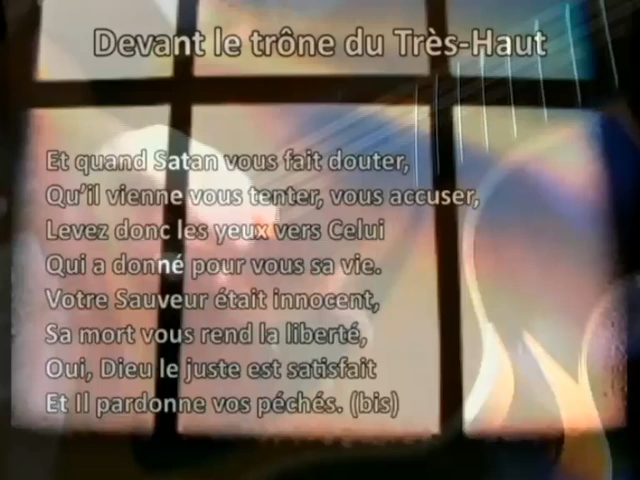 Devant le trône du Très-Haut
Et quand Satan vous fait douter,
Qu'il vienne vous tenter, vous accuser,
Levez donc les yeux vers Celui
Qui a donné pour vous sa vie.
Votre Sauveur était innocent,
Sa mort vous rend la liberté,
Oui, Dieu le juste est satisfait
Et Il pardonne vos péchés. (bis)